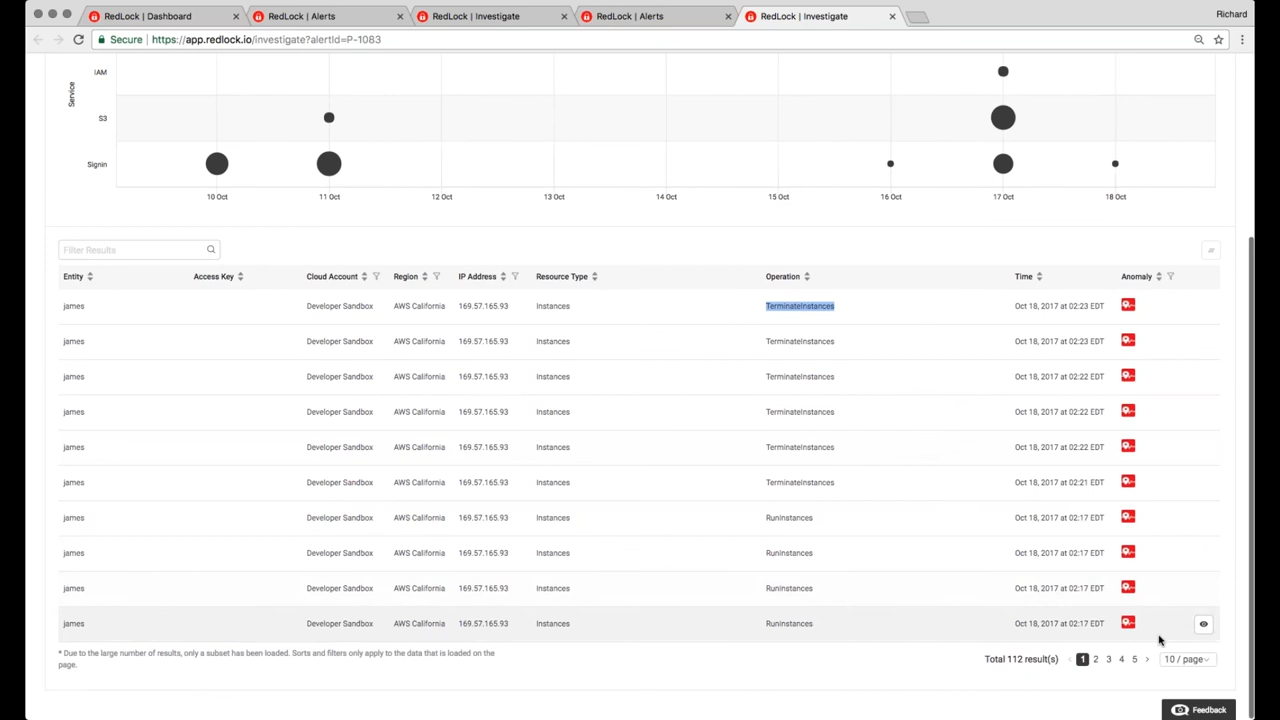 RedLock | Dashboard
RedLock | Alerts
RedLock | Investigate
RedLock | Alerts
RedLock | Investigate
Richard
Secure https://app.redlock.io/investigate?alertId=P-1083
Service
IAM
S3
Signin
10 Oct 11 Oct 12 Oct 13 Oct 14 Oct 15 Oct 16 Oct 17 Oct 18 Oct
Filter Results
Entity Access Key Cloud Account Region IP Address Resource Type Operation Time Anomaly
james Developer Sandbox AWS California 169.57.165.93 Instances TerminateInstances Oct 18, 2017 at 02:23 EDT
james Developer Sandbox AWS California 169.57.165.93 Instances TerminateInstances Oct 18, 2017 at 02:23 EDT
james Developer Sandbox AWS California 169.57.165.93 Instances TerminateInstances Oct 18, 2017 at 02:22 EDT
james Developer Sandbox AWS California 169.57.165.93 Instances TerminateInstances Oct 18, 2017 at 02:22 EDT
james Developer Sandbox AWS California 169.57.165.93 Instances TerminateInstances Oct 18, 2017 at 02:22 EDT
james Developer Sandbox AWS California 169.57.165.93 Instances TerminateInstances Oct 18, 2017 at 02:21 EDT
james Developer Sandbox AWS California 169.57.165.93 Instances RunInstances Oct 18, 2017 at 02:17 EDT
james Developer Sandbox AWS California 169.57.165.93 Instances RunInstances Oct 18, 2017 at 02:17 EDT
james Developer Sandbox AWS California 169.57.165.93 Instances RunInstances Oct 18, 2017 at 02:17 EDT
james Developer Sandbox AWS California 169.57.165.93 Instances RunInstances Oct 18, 2017 at 02:17 EDT
* Due to the large number of results, only a subset has been loaded. Sorts and filters only apply to the data that is loaded on the
page.
Total 112 result(s) 1 2 3 4 5 10 / page
Feedback